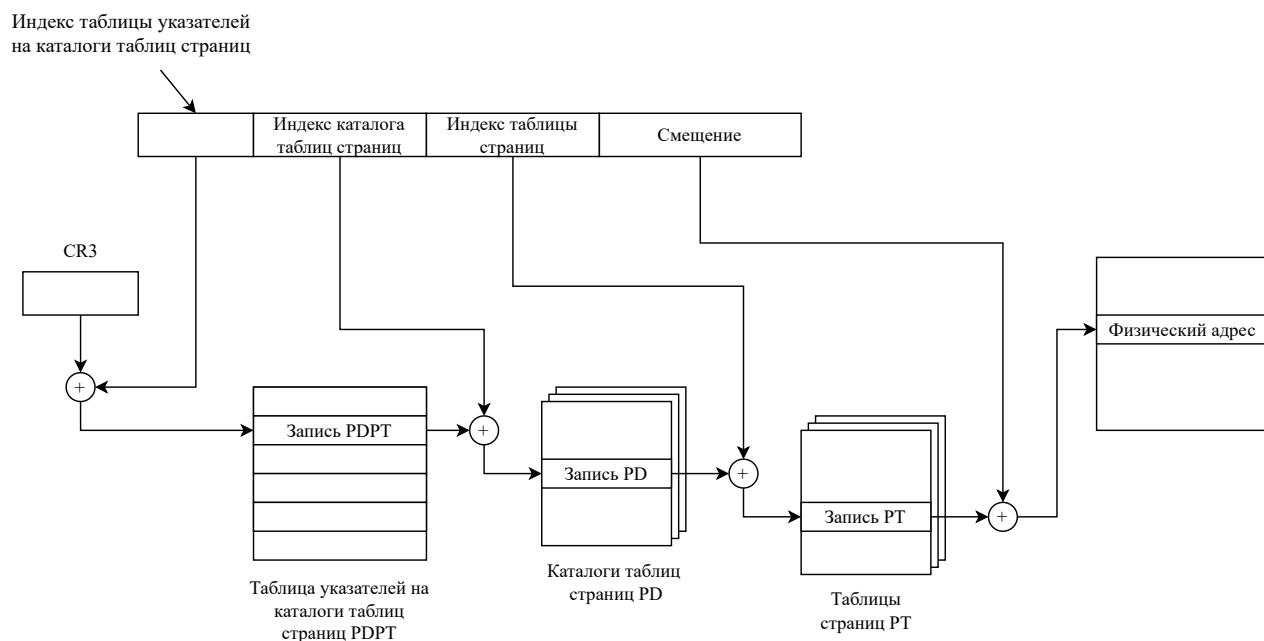 Индекс таблицы указателей
на каталоги таблиц страниц
Индекс каталога
таблиц страниц
Индекс таблицы
страниц
Смещение
CR3
+
Физический адрес
Запись PDPT
+
Запись PD
+
Запись PT
+
Таблица указателей на
каталоги таблиц
страниц PDPT
Каталоги таблиц
страниц PD
Таблицы
страниц PT